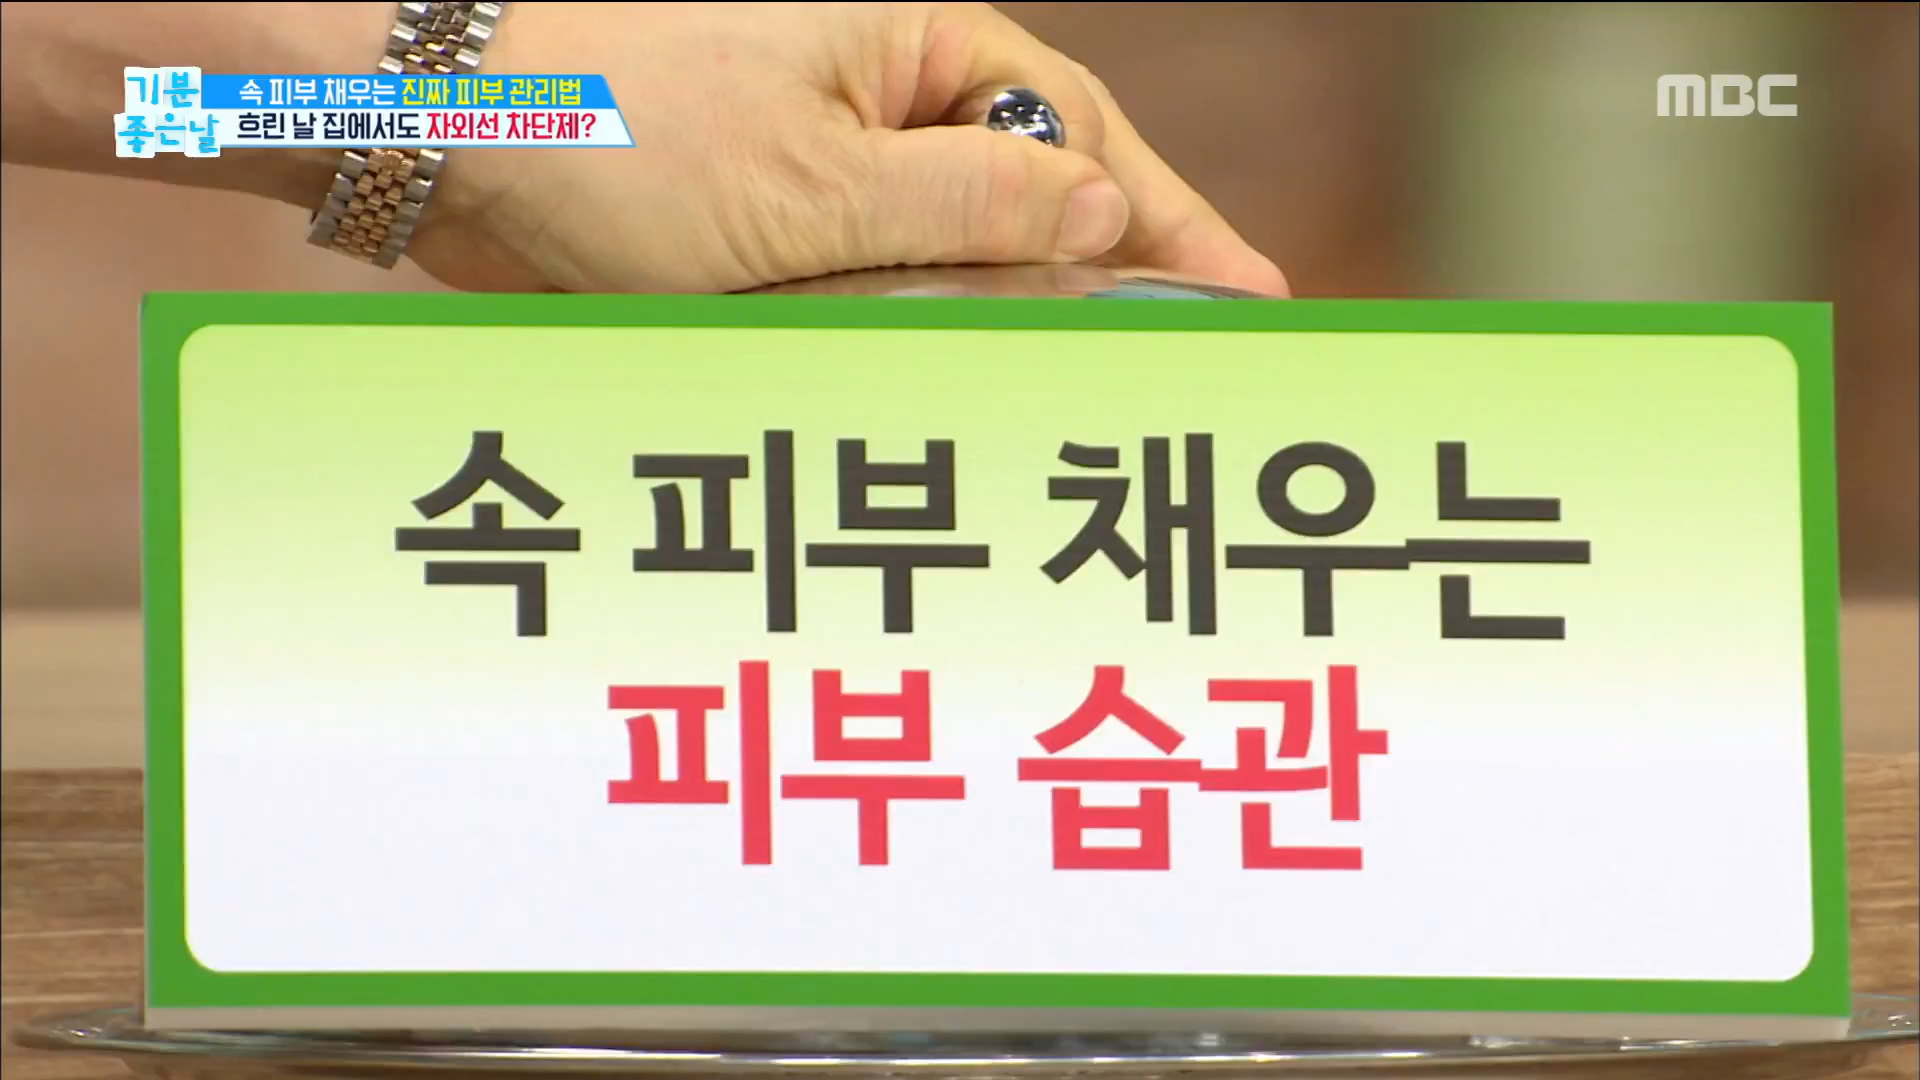 기분
좋은날
속 피부 채우는 진짜 피부 관리법
흐린 날 집에서도 자외선 차단제?
MBC
속 피부 채우는
피부 습관